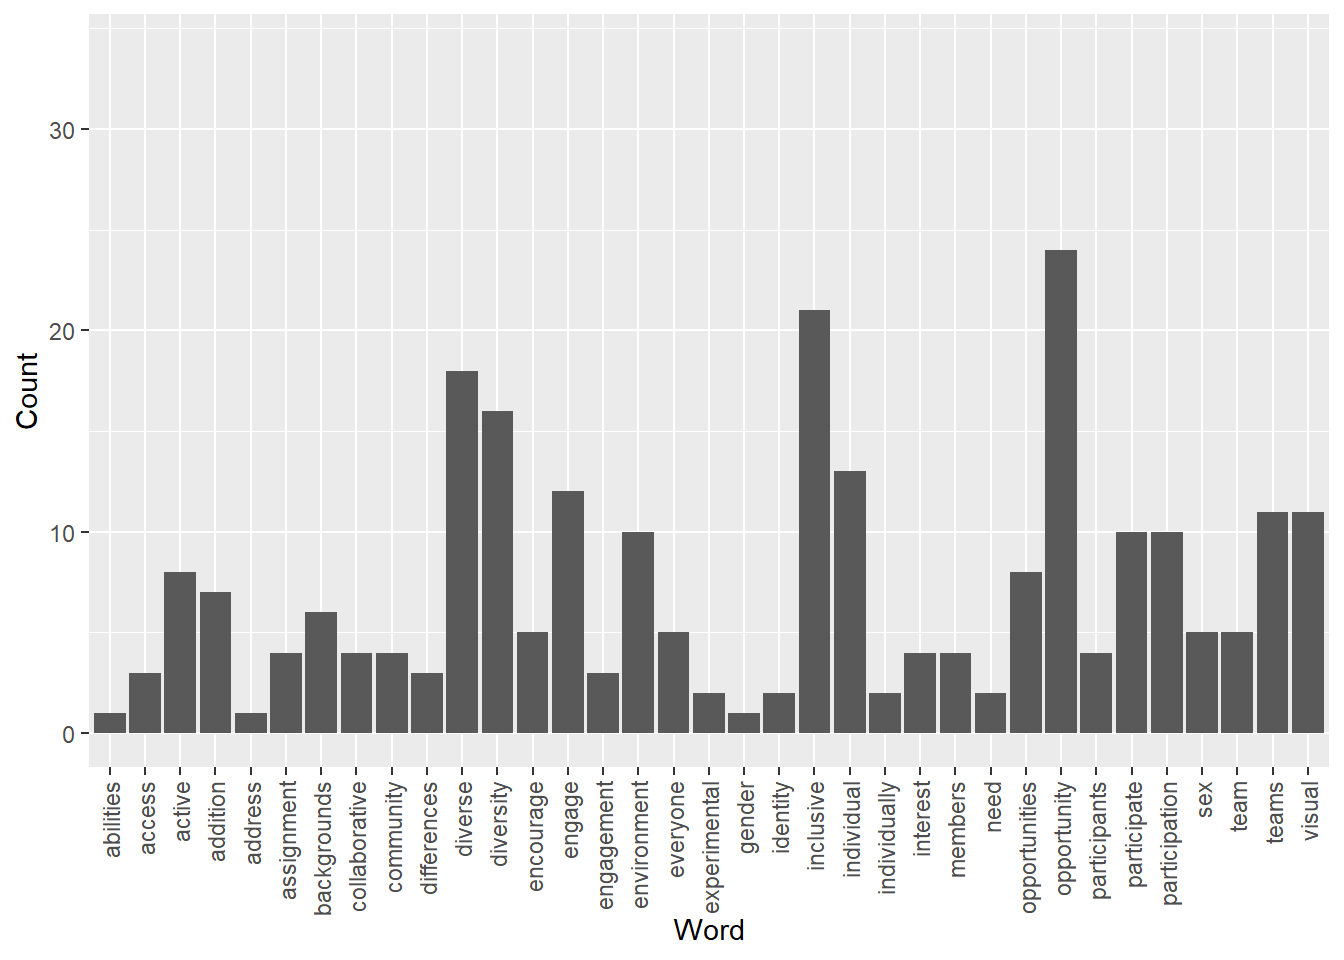 30
20
10
0
Count
abilities
access
active
addition
address
assignment
backgrounds
collaborative
community
differences
diverse
diversity
encourage
engage
engagement
environment
everyone
experimental
gender
identity
inclusive
individual
individually
interest
members
need
opportunities
opportunity
participants
participate
participation
sex
team
teams
visual
Word